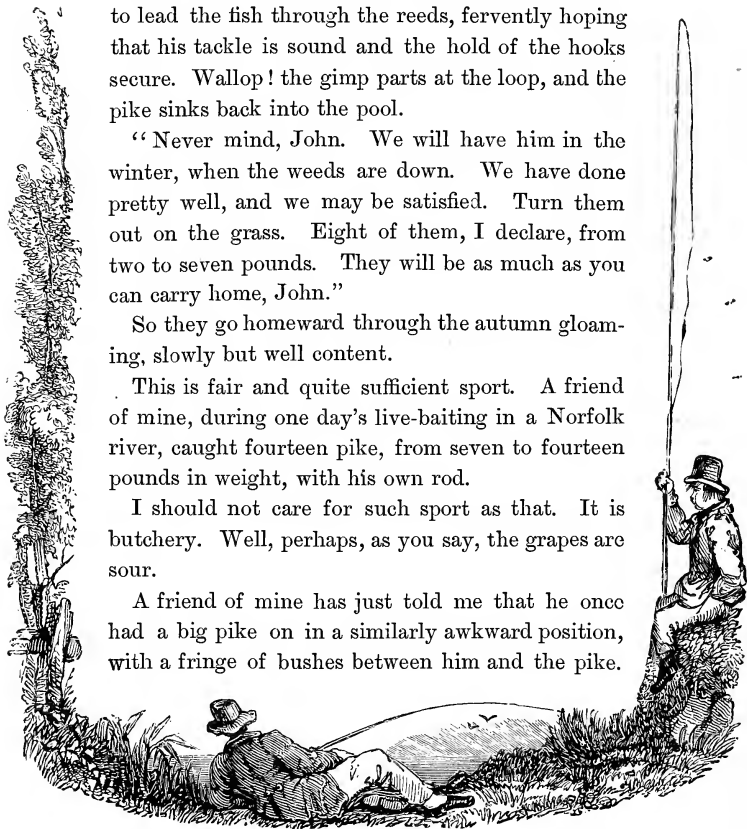 to lead the fish through the reeds, fervently hoping
that his tackle is sound and the hold of the hooks
secure. Wallop! the gimp parts at the loop, and the
pike sinks back into the pool.
“Never mind, John. We will have him in the
winter, when the weeds are down. We have done
pretty well, and we may be satisfied. Turn them
out on the grass. Eight of them, I declare, from
two to seven pounds. They will be as much as you
can carry home, John.”
So they go homeward through the autumn gloam-
ing, slowly but well content.
This is fair and quite sufficient sport. A friend
of mine, during one day's live-baiting in a Norfolk
river, caught fourteen pike, from seven to fourteen
pounds in weight, with his own rod.
I should not care for such sport as that. It is
butchery. Well, perhaps, as you say, the grapes are
sour.
A friend of mine has just told me that he once
had a big pike on in a similarly awkward position,
with a fringe of bushes between him and the pike.